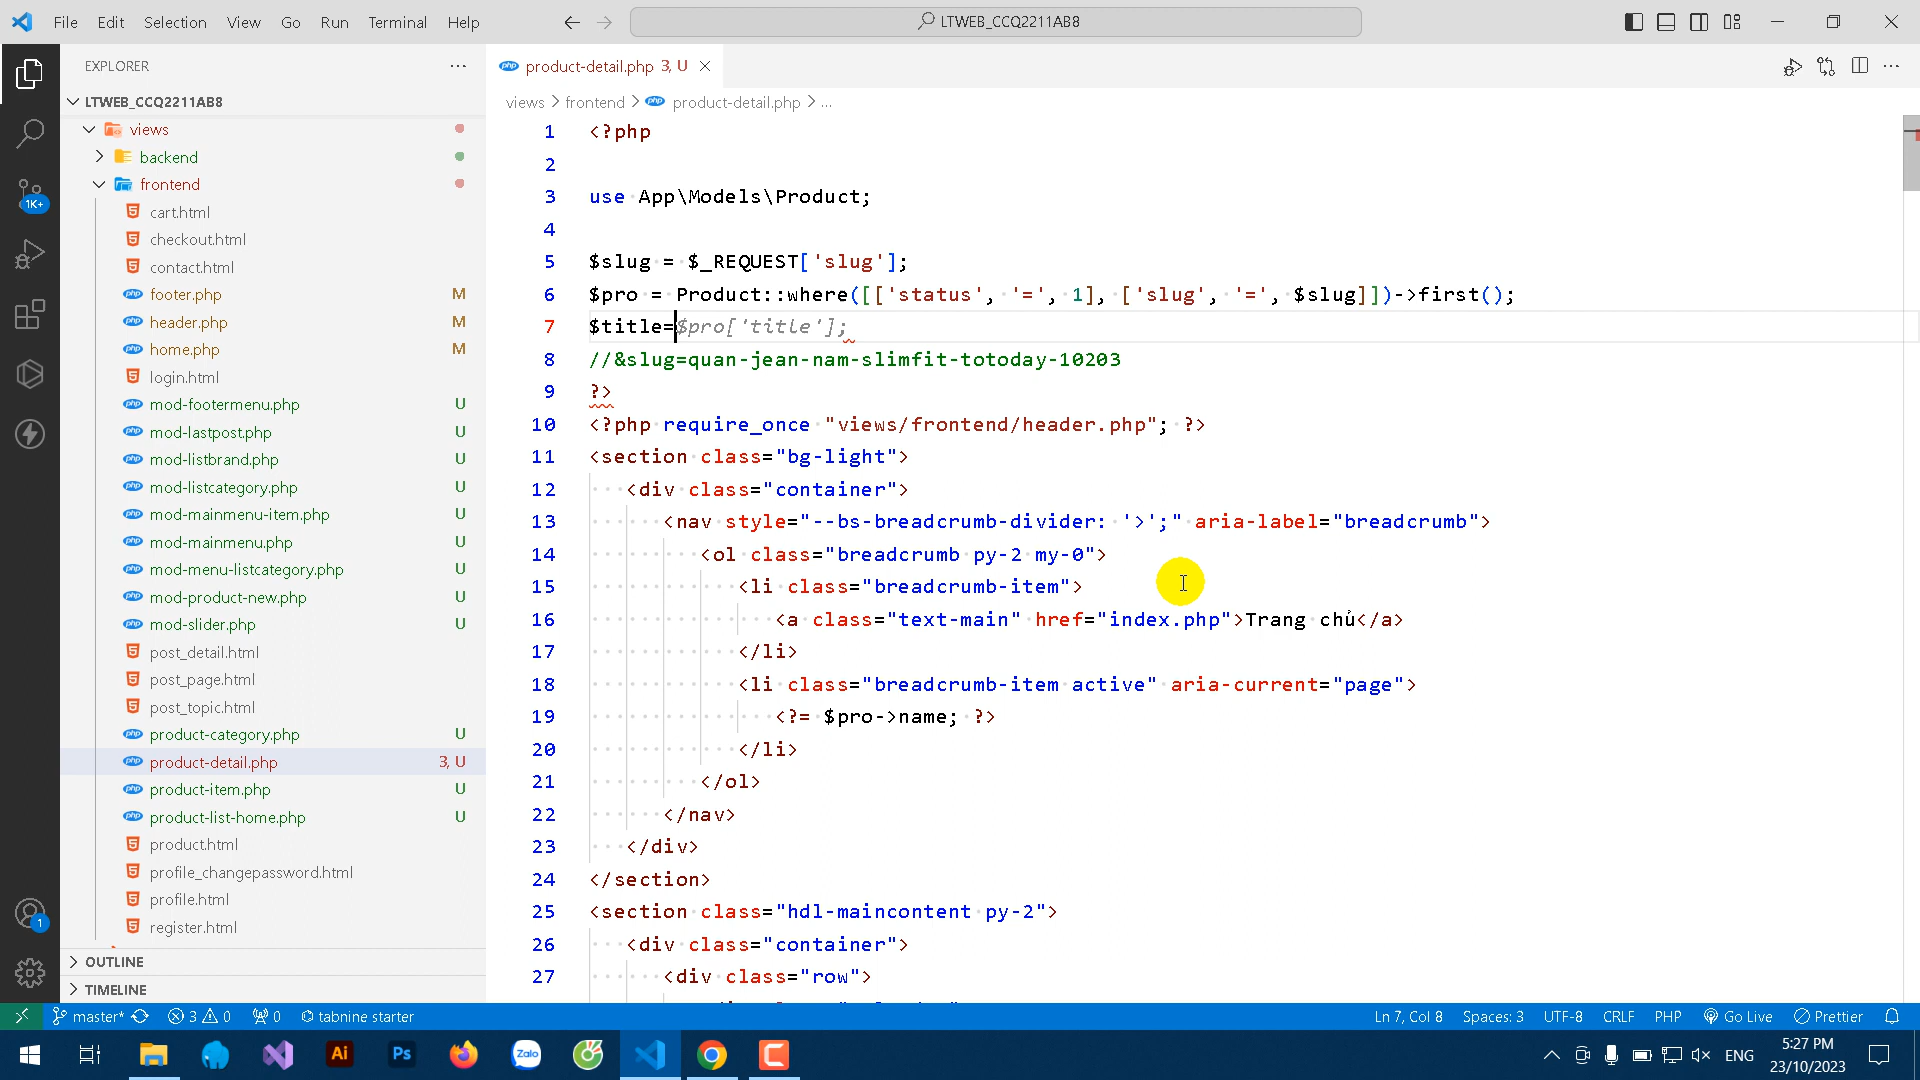 File Edit Selection View Go Run Terminal Help
LTWEB_CCQ2211AB8
EXPLORER
product-detail.php 3, U
LTWEB_CCQ2211AB8
views > frontend > product-detail.php > ...
views
backend
frontend
cart.html
checkout.html
contact.html
footer.php M
header.php M
home.php M
login.html
mod-footermenu.php U
mod-lastpost.php U
mod-listbrand.php U
mod-listcategory.php U
mod-mainmenu-item.php U
mod-mainmenu.php U
mod-menu-listcategory.php U
mod-product-new.php U
mod-slider.php U
post_detail.html
post_page.html
post_topic.html
product-category.php U
product-detail.php 3, U
product-item.php U
product-list-home.php U
product.html
profile_changepassword.html
profile.html
register.html
OUTLINE
TIMELINE
1K+
1
1 <?php
2
3 use App\Models\Product;
4
5 $slug = $_REQUEST['slug'];
6 $pro = Product::where([['status', '=', 1], ['slug', '=', $slug]])->first();
7 $title=$pro['title'];
8 //&slug=quan-jean-nam-slimfit-totoday-10203
9 ?>
10 <?php require_once "views/frontend/header.php"; ?>
11 <section class="bg-light">
12 <div class="container">
13 <nav style="--bs-breadcrumb-divider: '>';" aria-label="breadcrumb">
14 <ol class="breadcrumb py-2 my-0">
15 <li class="breadcrumb-item">
16 <a class="text-main" href="index.php">Trang chủ</a>
17 </li>
18 <li class="breadcrumb-item active" aria-current="page">
19 <?= $pro->name; ?>
20 </li>
21 </ol>
22 </nav>
23 </div>
24 </section>
25 <section class="hdl-maincontent py-2">
26 <div class="container">
27 <div class="row">
master* 3 0 0 tabnine starter
Ln 7, Col 8 Spaces: 3 UTF-8 CRLF PHP Go Live Prettier
Ai Ps Zalo
ENG
5:27 PM
23/10/2023